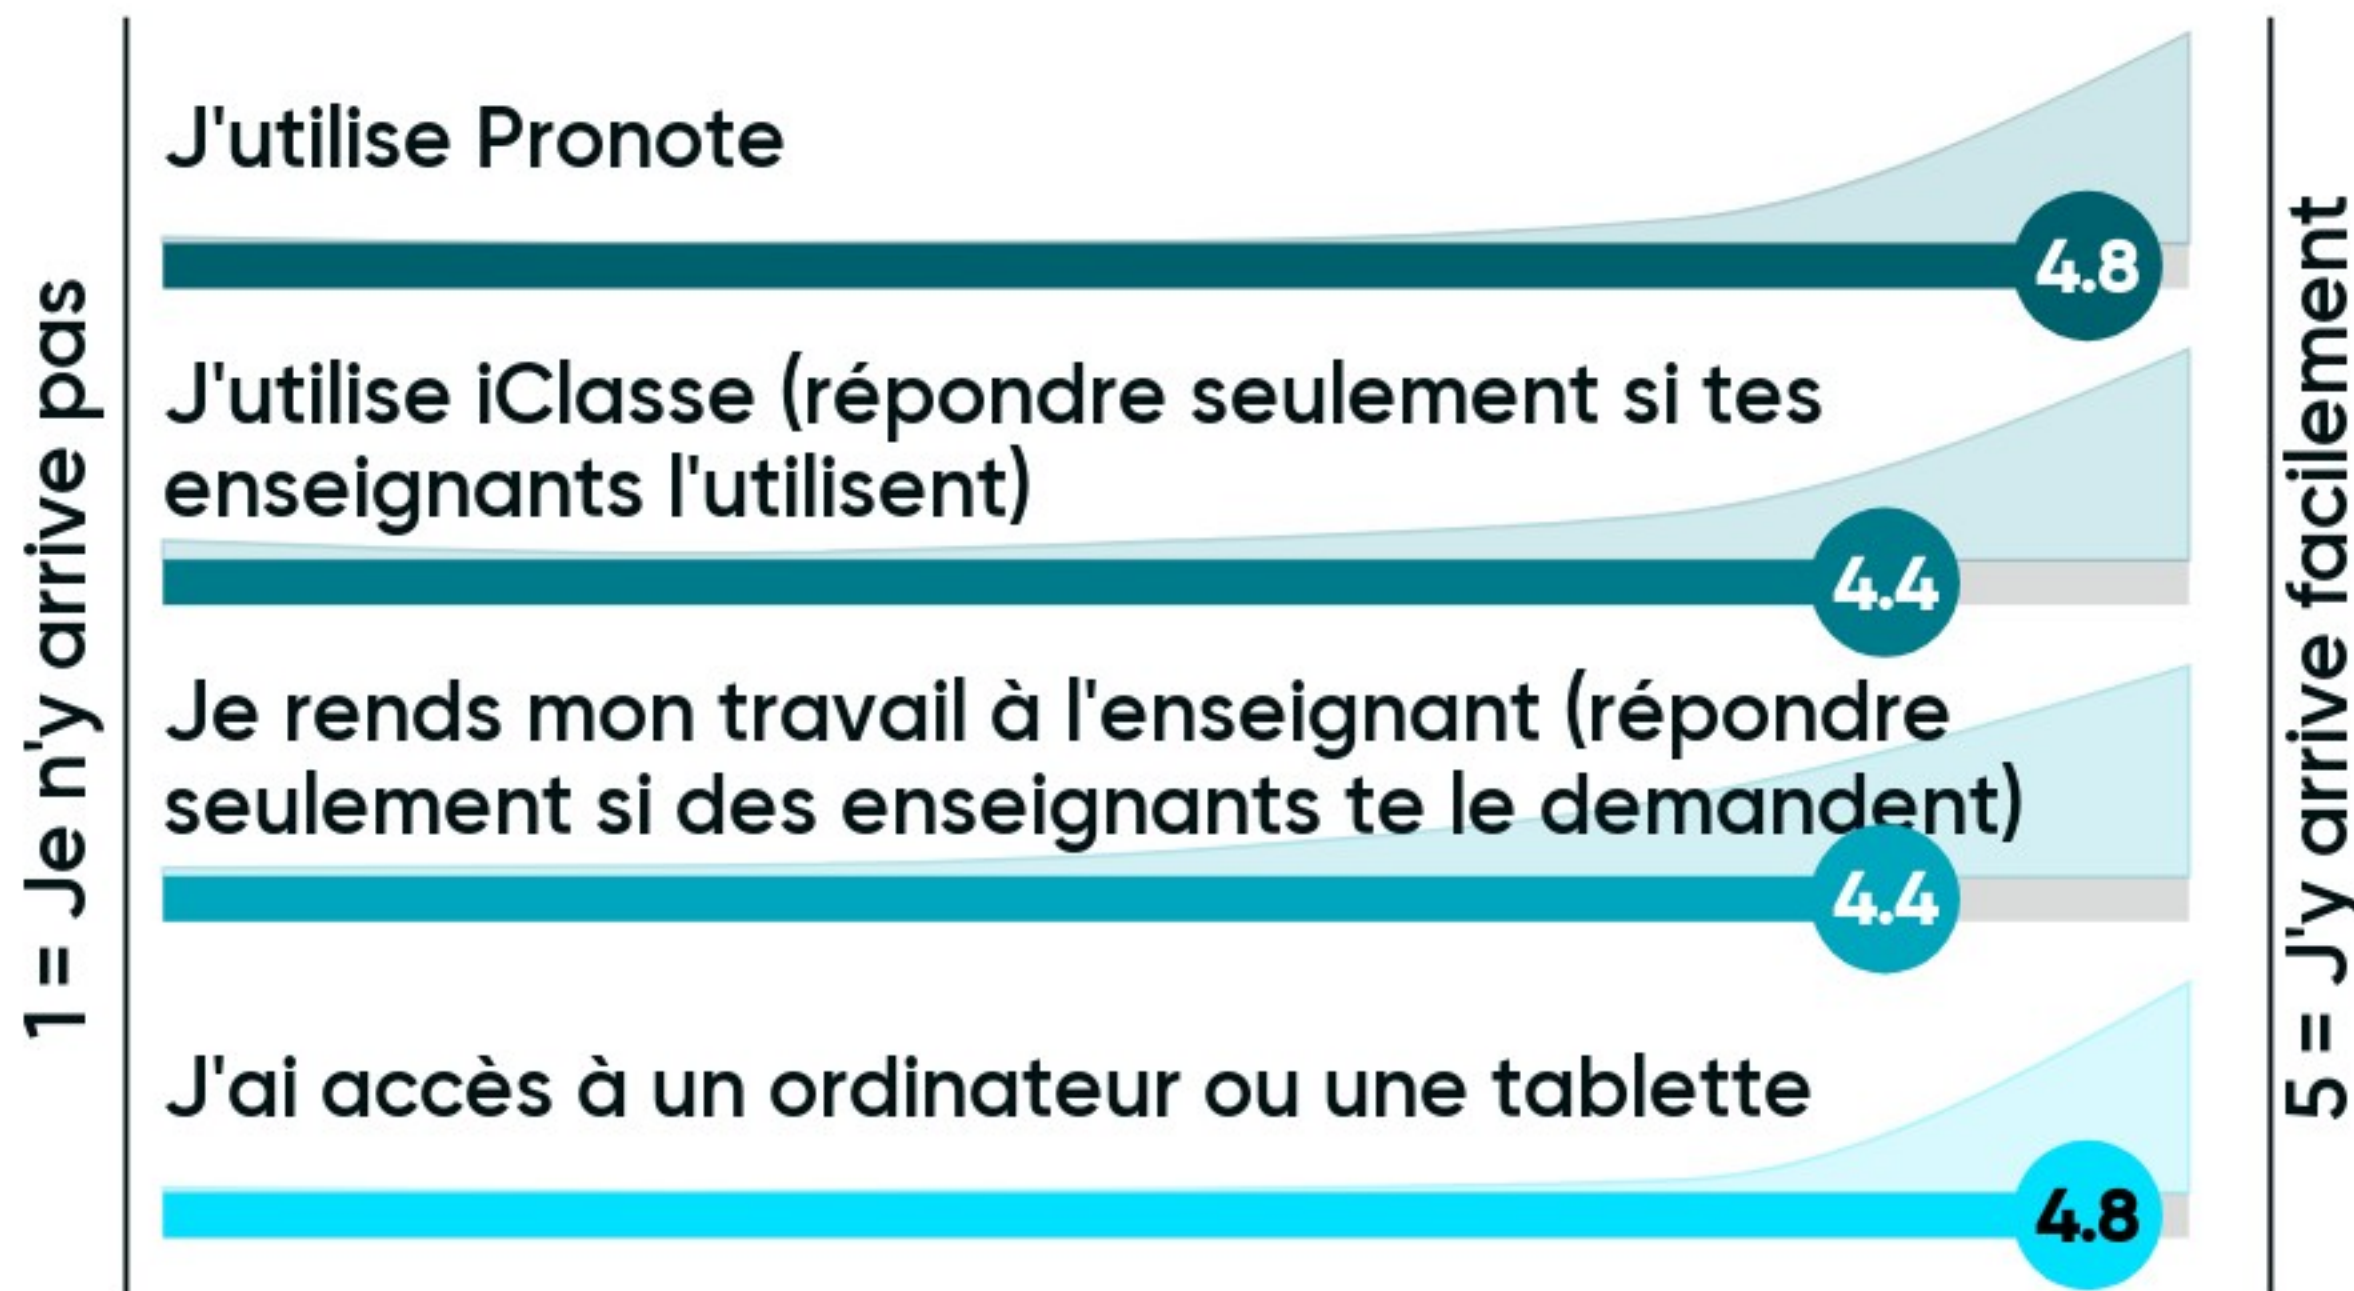 1 = Je n'y arrive pas
J'utilise Pronote
4.8
J'utilise iClasse (répondre seulement si tes
enseignants l'utilisent)
4.4
Je rends mon travail à l'enseignant (répondre
seulement si des enseignants te le demandent)
4.4
J'ai accès à un ordinateur ou une tablette
4.8
5 = J'y arrive facilement